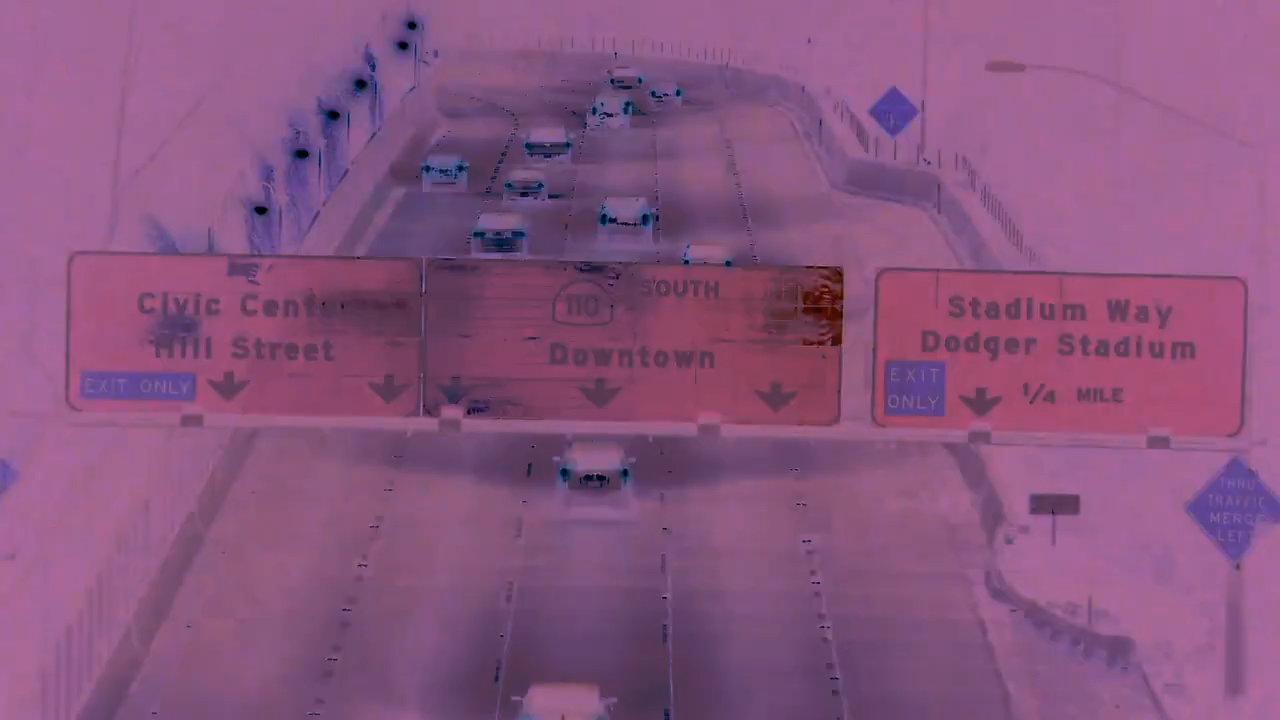 Civic Center
Hill Street
EXIT ONLY
110 SOUTH
Downtown
Stadium Way
Dodger Stadium
EXIT
ONLY
1/4 MILE
THRU
TRAFFIC
MERGE
LEFT